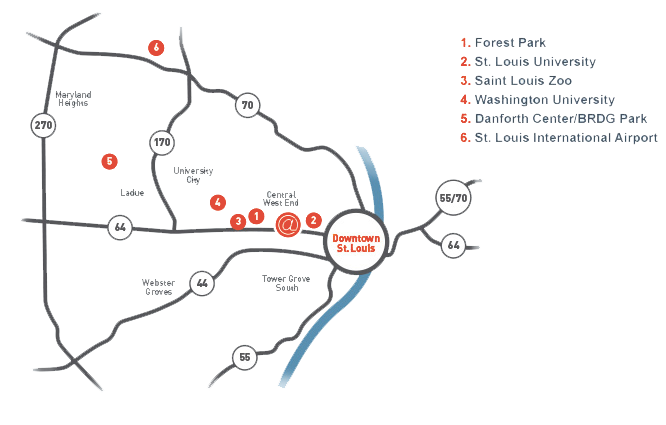 6
1. Forest Park
2. St. Louis University
3. Saint Louis Zoo
4. Washington University
5. Danforth Center/BRDG Park
6. St. Louis International Airport
Maryland
Heights
70
270
170
5
University
City
Ladue
4
Central
West End
55/70
1
3
2
@
64
Downtown
St. Louis
64
Webster
Groves
44
Tower Grove
South
55